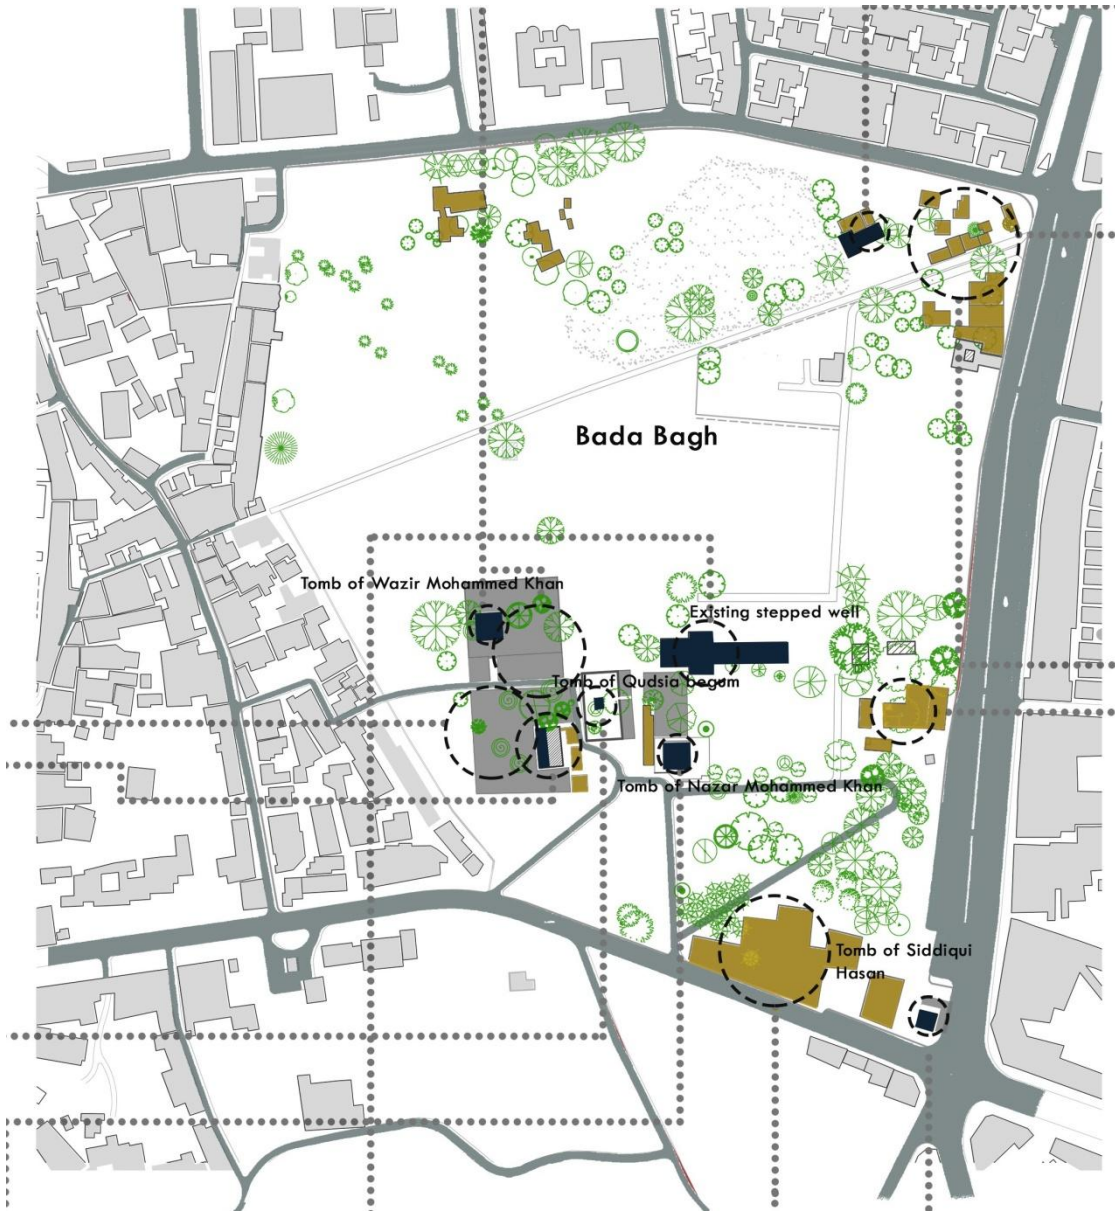 Bada Bagh
Tomb of Wazir Mohammed Khan
Existing stepped well
Tomb of Qudsia begum
Tomb of Nazar Mohammed Khan
Tomb of Siddiqui
Hasan